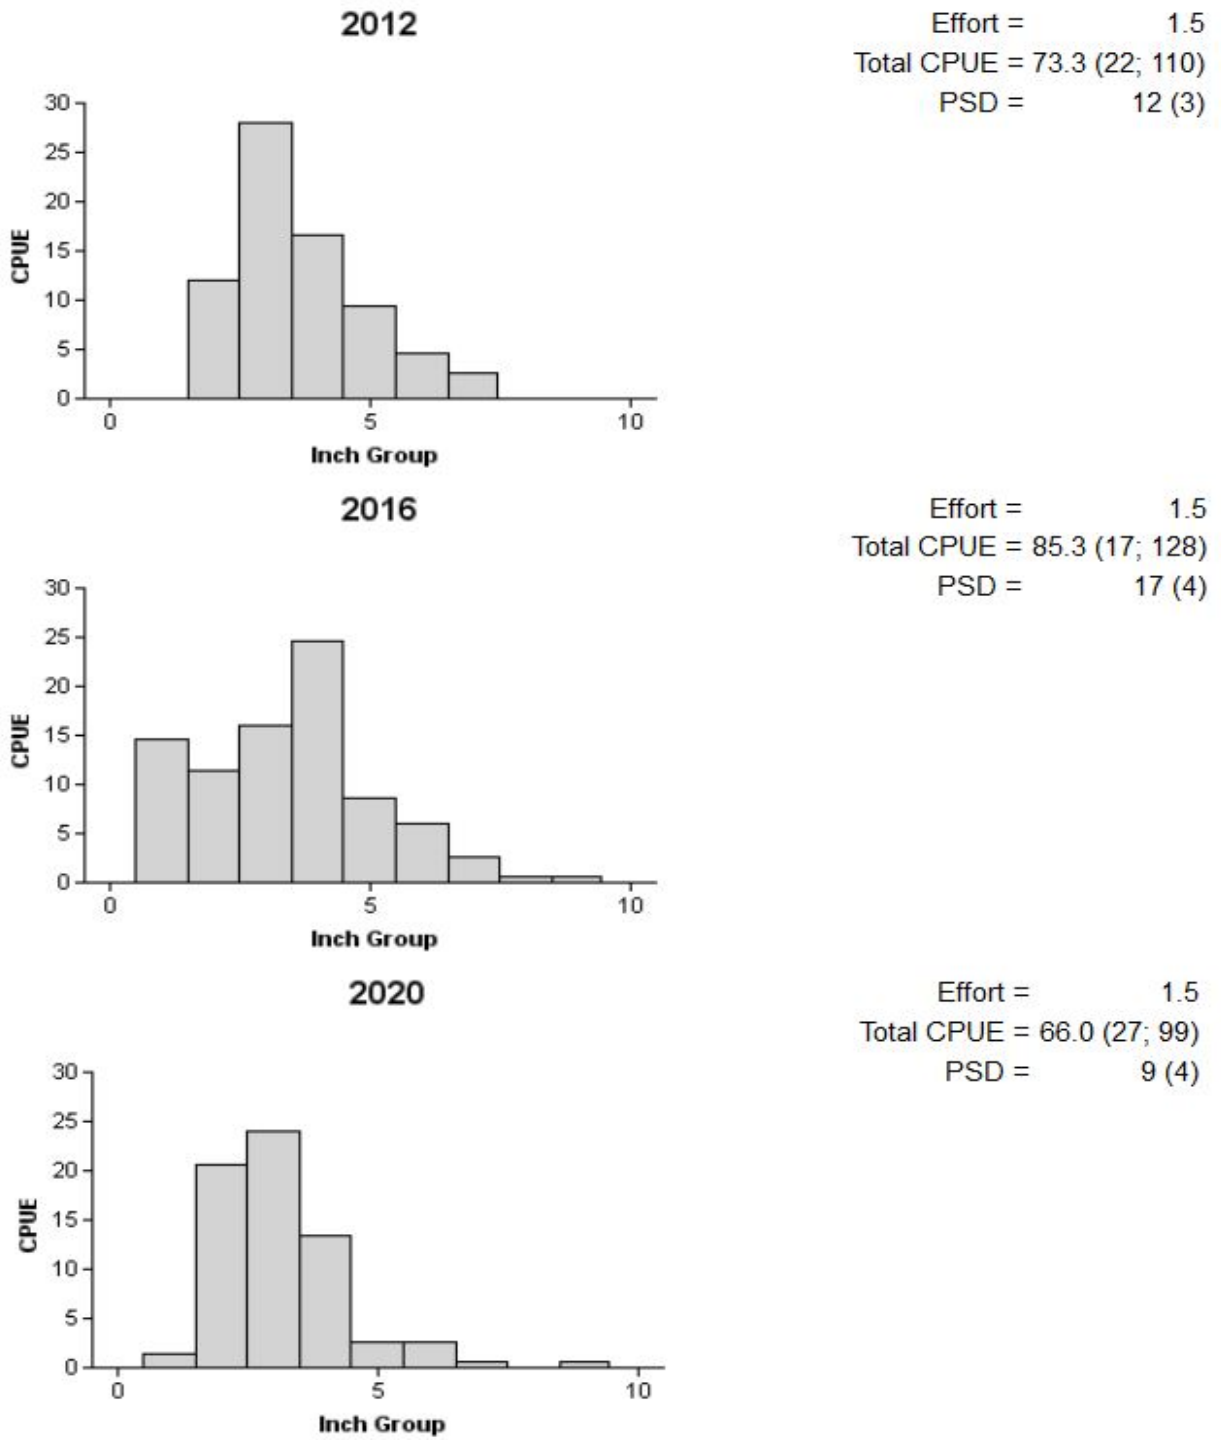 2012
Effort = 1.5
Total CPUE = 73.3 (22; 110)
PSD = 12 (3)
30
25
20
15
10
5
0
CPUE
0 5 10
Inch Group
2016
Effort = 1.5
Total CPUE = 85.3 (17; 128)
PSD = 17 (4)
30
25
20
15
10
5
0
CPUE
0 5 10
Inch Group
2020
Effort = 1.5
Total CPUE = 66.0 (27; 99)
PSD = 9 (4)
30
25
20
15
10
5
0
CPUE
0 5 10
Inch Group